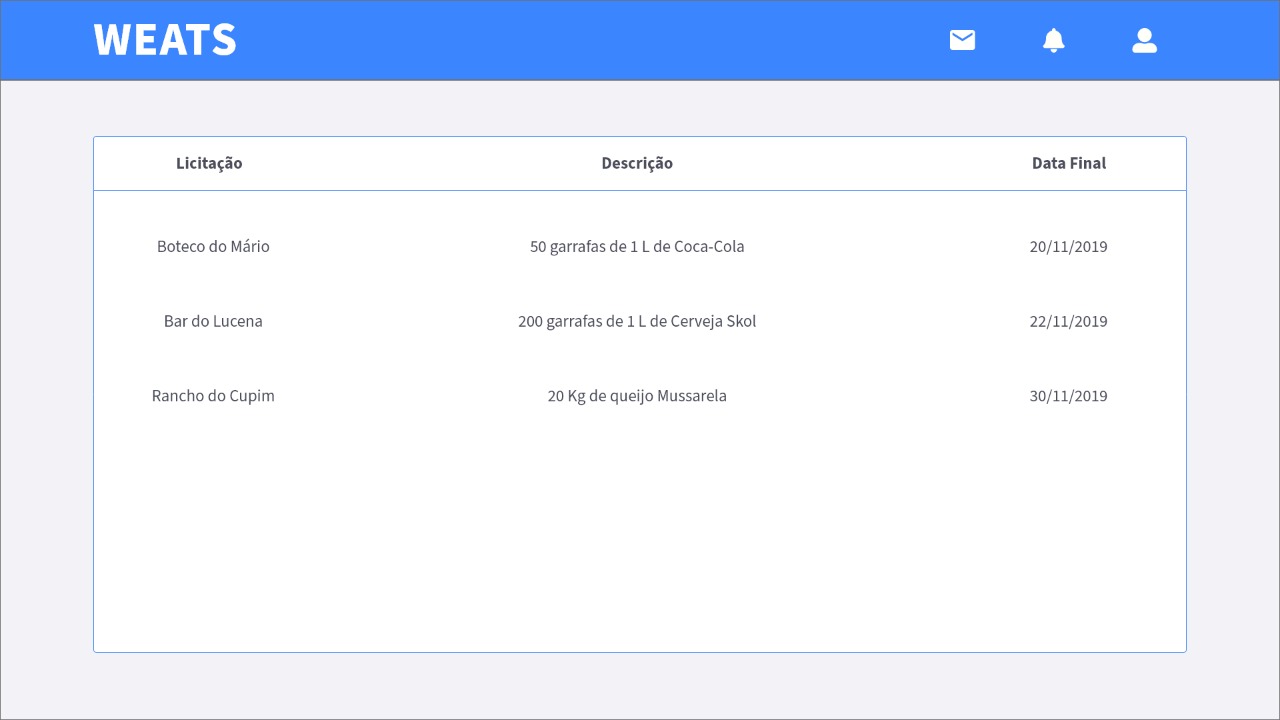 WEATS
Licitação Descrição Data Final
Boteco do Mário 50 garrafas de 1 L de Coca-Cola 20/11/2019
Bar do Lucena 200 garrafas de 1 L de Cerveja Skol 22/11/2019
Rancho do Cupim 20 Kg de queijo Mussarela 30/11/2019